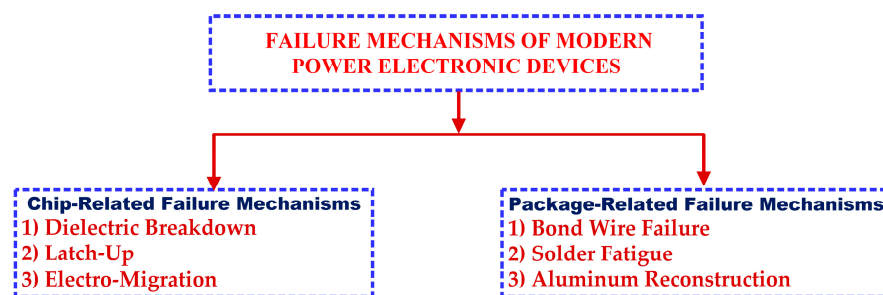 FAILURE MECHANISMS OF MODERN
POWER ELECTRONIC DEVICES
Chip-Related Failure Mechanisms
1) Dielectric Breakdown
2) Latch-Up
3) Electro-Migration
Package-Related Failure Mechanisms
1) Bond Wire Failure
2) Solder Fatigue
3) Aluminum Reconstruction